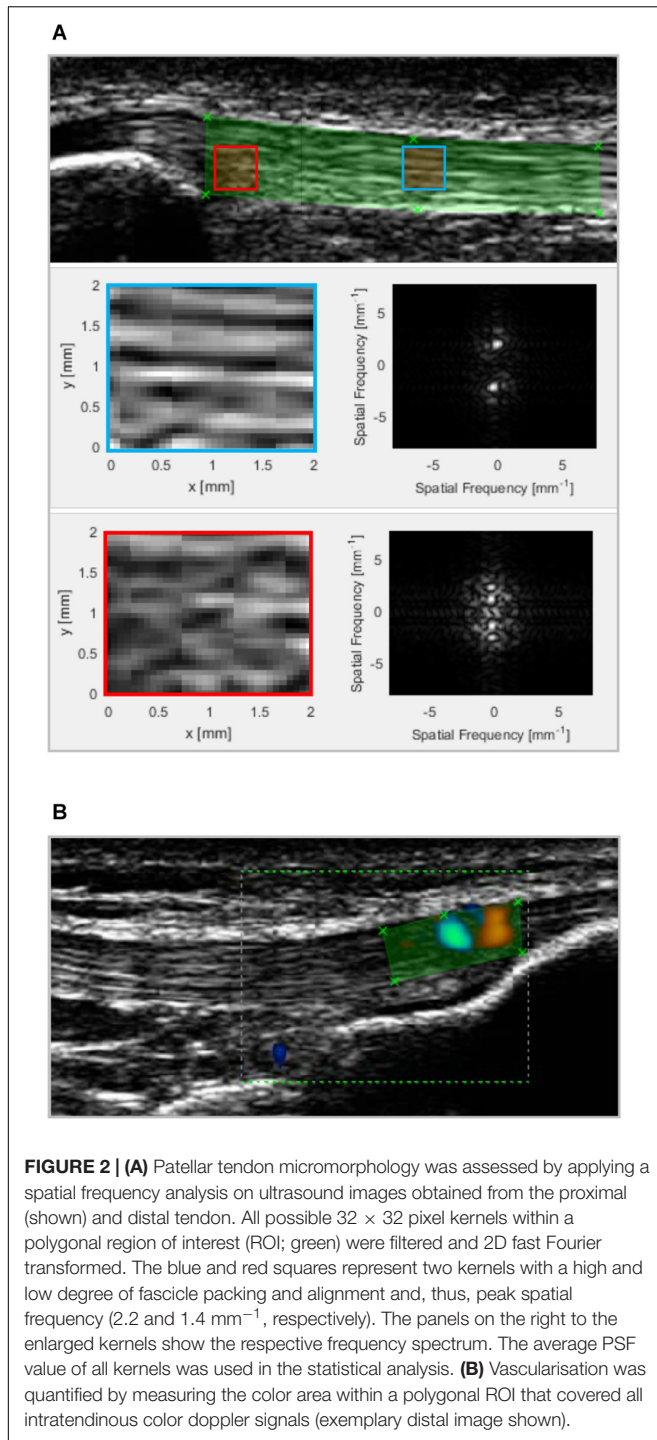 A
2
1.5
1
0.5
0
y [mm]
0 0.5 1 1.5 2
x [mm]
5
0
-5
Spatial Frequency [mm⁻¹]
-5 0 5
Spatial Frequency [mm⁻¹]
2
1.5
1
0.5
0
y [mm]
0 0.5 1 1.5 2
x [mm]
5
0
-5
Spatial Frequency [mm⁻¹]
-5 0 5
Spatial Frequency [mm⁻¹]
B
FIGURE 2 | (A) Patellar tendon micromorphology was assessed by applying a
spatial frequency analysis on ultrasound images obtained from the proximal
(shown) and distal tendon. All possible 32 × 32 pixel kernels within a
polygonal region of interest (ROI; green) were filtered and 2D fast Fourier
transformed. The blue and red squares represent two kernels with a high and
low degree of fascicle packing and alignment and, thus, peak spatial
frequency (2.2 and 1.4 mm⁻¹, respectively). The panels on the right to the
enlarged kernels show the respective frequency spectrum. The average PSF
value of all kernels was used in the statistical analysis. (B) Vascularisation was
quantified by measuring the color area within a polygonal ROI that covered all
intratendinous color doppler signals (exemplary distal image shown).